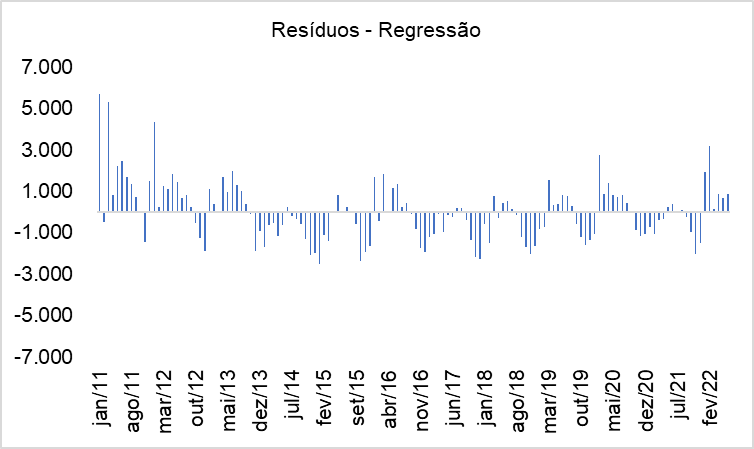 Resíduos - Regressão
7.000
5.000
3.000
1.000
-1.000
-3.000
-5.000
-7.000
jan/11
ago/11
mar/12
out/12
mai/13
dez/13
jul/14
fev/15
set/15
abr/16
nov/16
jun/17
jan/18
ago/18
mar/19
out/19
mai/20
dez/20
jul/21
fev/22